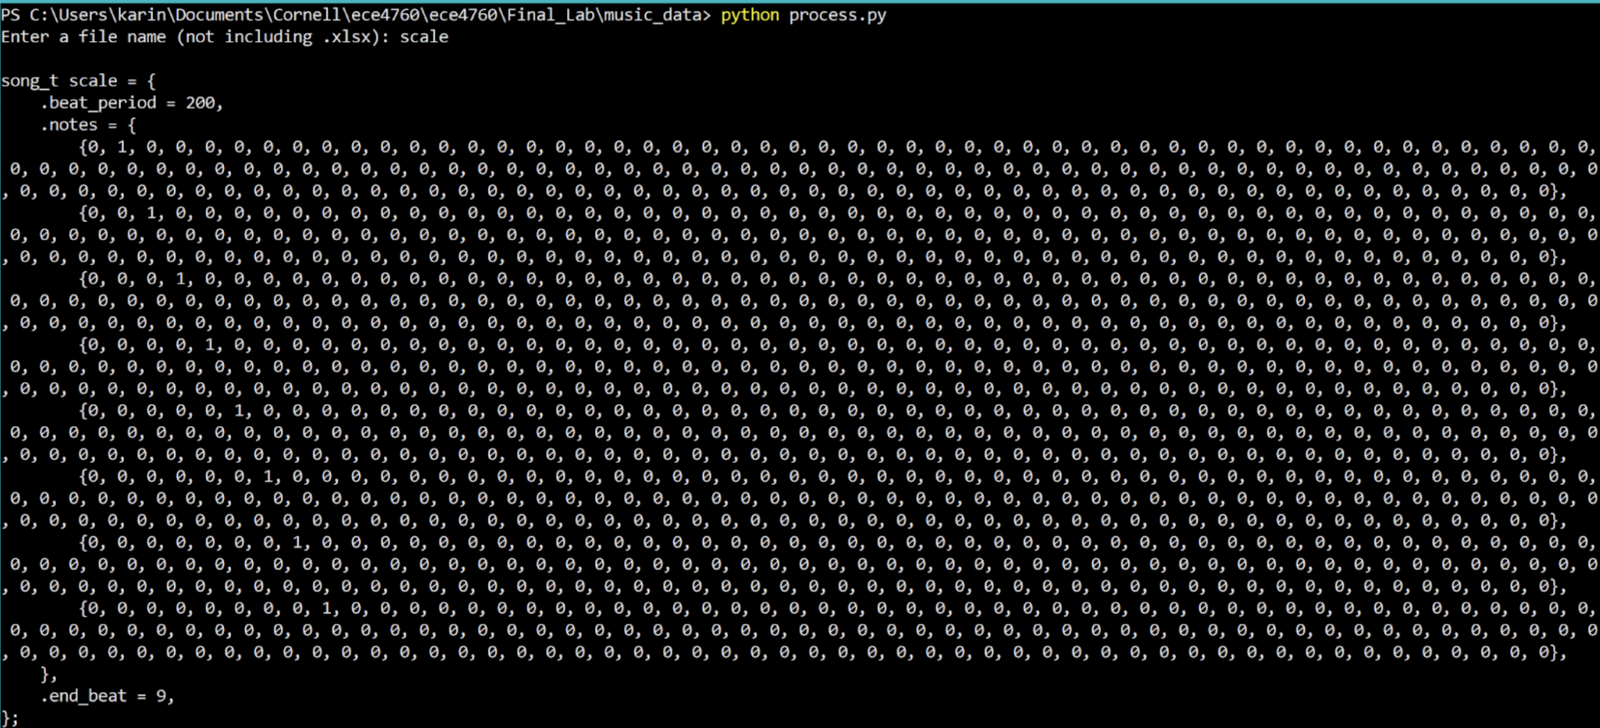 PS C:\Users\karin\Documents\Cornell\ece4760\ece4760\Final_Lab\music_data> python process.py
Enter a file name (not including .xlsx): scale
song_t scale = {
.beat_period = 200,
.notes = {
{0, 1, 0, 0, 0, 0, 0, 0, 0, 0, 0, 0, 0, 0, 0, 0, 0, 0, 0, 0, 0, 0, 0, 0, 0, 0, 0, 0, 0, 0, 0, 0, 0, 0, 0, 0, 0, 0, 0, 0, 0, 0, 0, 0, 0, 0, 0, 0, 0, 0, 0, 0,
0, 0, 0, 0, 0, 0, 0, 0, 0, 0, 0, 0, 0, 0, 0, 0, 0, 0, 0, 0, 0, 0, 0, 0, 0, 0, 0, 0, 0, 0, 0, 0, 0, 0, 0, 0, 0, 0, 0, 0, 0, 0, 0, 0, 0, 0, 0, 0, 0, 0, 0, 0, 0, 0, 0
, 0, 0, 0, 0, 0, 0, 0, 0, 0, 0, 0, 0, 0, 0, 0, 0, 0, 0, 0, 0, 0, 0, 0, 0, 0, 0, 0, 0, 0, 0, 0, 0, 0, 0, 0, 0, 0, 0, 0, 0, 0, 0, 0, 0, 0, 0, 0, 0, 0, 0, 0, 0, 0},
{0, 0, 1, 0, 0, 0, 0, 0, 0, 0, 0, 0, 0, 0, 0, 0, 0, 0, 0, 0, 0, 0, 0, 0, 0, 0, 0, 0, 0, 0, 0, 0, 0, 0, 0, 0, 0, 0, 0, 0, 0, 0, 0, 0, 0, 0, 0, 0, 0, 0, 0, 0,
0, 0, 0, 0, 0, 0, 0, 0, 0, 0, 0, 0, 0, 0, 0, 0, 0, 0, 0, 0, 0, 0, 0, 0, 0, 0, 0, 0, 0, 0, 0, 0, 0, 0, 0, 0, 0, 0, 0, 0, 0, 0, 0, 0, 0, 0, 0, 0, 0, 0, 0, 0, 0, 0, 0
, 0, 0, 0, 0, 0, 0, 0, 0, 0, 0, 0, 0, 0, 0, 0, 0, 0, 0, 0, 0, 0, 0, 0, 0, 0, 0, 0, 0, 0, 0, 0, 0, 0, 0, 0, 0, 0, 0, 0, 0, 0, 0, 0, 0, 0, 0, 0, 0, 0, 0, 0, 0, 0},
{0, 0, 0, 1, 0, 0, 0, 0, 0, 0, 0, 0, 0, 0, 0, 0, 0, 0, 0, 0, 0, 0, 0, 0, 0, 0, 0, 0, 0, 0, 0, 0, 0, 0, 0, 0, 0, 0, 0, 0, 0, 0, 0, 0, 0, 0, 0, 0, 0, 0, 0, 0,
0, 0, 0, 0, 0, 0, 0, 0, 0, 0, 0, 0, 0, 0, 0, 0, 0, 0, 0, 0, 0, 0, 0, 0, 0, 0, 0, 0, 0, 0, 0, 0, 0, 0, 0, 0, 0, 0, 0, 0, 0, 0, 0, 0, 0, 0, 0, 0, 0, 0, 0, 0, 0, 0, 0
, 0, 0, 0, 0, 0, 0, 0, 0, 0, 0, 0, 0, 0, 0, 0, 0, 0, 0, 0, 0, 0, 0, 0, 0, 0, 0, 0, 0, 0, 0, 0, 0, 0, 0, 0, 0, 0, 0, 0, 0, 0, 0, 0, 0, 0, 0, 0, 0, 0, 0, 0, 0, 0},
{0, 0, 0, 0, 1, 0, 0, 0, 0, 0, 0, 0, 0, 0, 0, 0, 0, 0, 0, 0, 0, 0, 0, 0, 0, 0, 0, 0, 0, 0, 0, 0, 0, 0, 0, 0, 0, 0, 0, 0, 0, 0, 0, 0, 0, 0, 0, 0, 0, 0, 0, 0,
0, 0, 0, 0, 0, 0, 0, 0, 0, 0, 0, 0, 0, 0, 0, 0, 0, 0, 0, 0, 0, 0, 0, 0, 0, 0, 0, 0, 0, 0, 0, 0, 0, 0, 0, 0, 0, 0, 0, 0, 0, 0, 0, 0, 0, 0, 0, 0, 0, 0, 0, 0, 0, 0, 0
, 0, 0, 0, 0, 0, 0, 0, 0, 0, 0, 0, 0, 0, 0, 0, 0, 0, 0, 0, 0, 0, 0, 0, 0, 0, 0, 0, 0, 0, 0, 0, 0, 0, 0, 0, 0, 0, 0, 0, 0, 0, 0, 0, 0, 0, 0, 0, 0, 0, 0, 0, 0, 0},
{0, 0, 0, 0, 0, 1, 0, 0, 0, 0, 0, 0, 0, 0, 0, 0, 0, 0, 0, 0, 0, 0, 0, 0, 0, 0, 0, 0, 0, 0, 0, 0, 0, 0, 0, 0, 0, 0, 0, 0, 0, 0, 0, 0, 0, 0, 0, 0, 0, 0, 0, 0,
0, 0, 0, 0, 0, 0, 0, 0, 0, 0, 0, 0, 0, 0, 0, 0, 0, 0, 0, 0, 0, 0, 0, 0, 0, 0, 0, 0, 0, 0, 0, 0, 0, 0, 0, 0, 0, 0, 0, 0, 0, 0, 0, 0, 0, 0, 0, 0, 0, 0, 0, 0, 0, 0, 0
, 0, 0, 0, 0, 0, 0, 0, 0, 0, 0, 0, 0, 0, 0, 0, 0, 0, 0, 0, 0, 0, 0, 0, 0, 0, 0, 0, 0, 0, 0, 0, 0, 0, 0, 0, 0, 0, 0, 0, 0, 0, 0, 0, 0, 0, 0, 0, 0, 0, 0, 0, 0, 0},
{0, 0, 0, 0, 0, 0, 1, 0, 0, 0, 0, 0, 0, 0, 0, 0, 0, 0, 0, 0, 0, 0, 0, 0, 0, 0, 0, 0, 0, 0, 0, 0, 0, 0, 0, 0, 0, 0, 0, 0, 0, 0, 0, 0, 0, 0, 0, 0, 0, 0, 0, 0,
0, 0, 0, 0, 0, 0, 0, 0, 0, 0, 0, 0, 0, 0, 0, 0, 0, 0, 0, 0, 0, 0, 0, 0, 0, 0, 0, 0, 0, 0, 0, 0, 0, 0, 0, 0, 0, 0, 0, 0, 0, 0, 0, 0, 0, 0, 0, 0, 0, 0, 0, 0, 0, 0, 0
, 0, 0, 0, 0, 0, 0, 0, 0, 0, 0, 0, 0, 0, 0, 0, 0, 0, 0, 0, 0, 0, 0, 0, 0, 0, 0, 0, 0, 0, 0, 0, 0, 0, 0, 0, 0, 0, 0, 0, 0, 0, 0, 0, 0, 0, 0, 0, 0, 0, 0, 0, 0, 0},
{0, 0, 0, 0, 0, 0, 0, 1, 0, 0, 0, 0, 0, 0, 0, 0, 0, 0, 0, 0, 0, 0, 0, 0, 0, 0, 0, 0, 0, 0, 0, 0, 0, 0, 0, 0, 0, 0, 0, 0, 0, 0, 0, 0, 0, 0, 0, 0, 0, 0, 0, 0,
0, 0, 0, 0, 0, 0, 0, 0, 0, 0, 0, 0, 0, 0, 0, 0, 0, 0, 0, 0, 0, 0, 0, 0, 0, 0, 0, 0, 0, 0, 0, 0, 0, 0, 0, 0, 0, 0, 0, 0, 0, 0, 0, 0, 0, 0, 0, 0, 0, 0, 0, 0, 0, 0, 0
, 0, 0, 0, 0, 0, 0, 0, 0, 0, 0, 0, 0, 0, 0, 0, 0, 0, 0, 0, 0, 0, 0, 0, 0, 0, 0, 0, 0, 0, 0, 0, 0, 0, 0, 0, 0, 0, 0, 0, 0, 0, 0, 0, 0, 0, 0, 0, 0, 0, 0, 0, 0, 0},
{0, 0, 0, 0, 0, 0, 0, 0, 1, 0, 0, 0, 0, 0, 0, 0, 0, 0, 0, 0, 0, 0, 0, 0, 0, 0, 0, 0, 0, 0, 0, 0, 0, 0, 0, 0, 0, 0, 0, 0, 0, 0, 0, 0, 0, 0, 0, 0, 0, 0, 0, 0,
0, 0, 0, 0, 0, 0, 0, 0, 0, 0, 0, 0, 0, 0, 0, 0, 0, 0, 0, 0, 0, 0, 0, 0, 0, 0, 0, 0, 0, 0, 0, 0, 0, 0, 0, 0, 0, 0, 0, 0, 0, 0, 0, 0, 0, 0, 0, 0, 0, 0, 0, 0, 0, 0, 0
, 0, 0, 0, 0, 0, 0, 0, 0, 0, 0, 0, 0, 0, 0, 0, 0, 0, 0, 0, 0, 0, 0, 0, 0, 0, 0, 0, 0, 0, 0, 0, 0, 0, 0, 0, 0, 0, 0, 0, 0, 0, 0, 0, 0, 0, 0, 0, 0, 0, 0, 0, 0, 0},
},
.end_beat = 9,
};